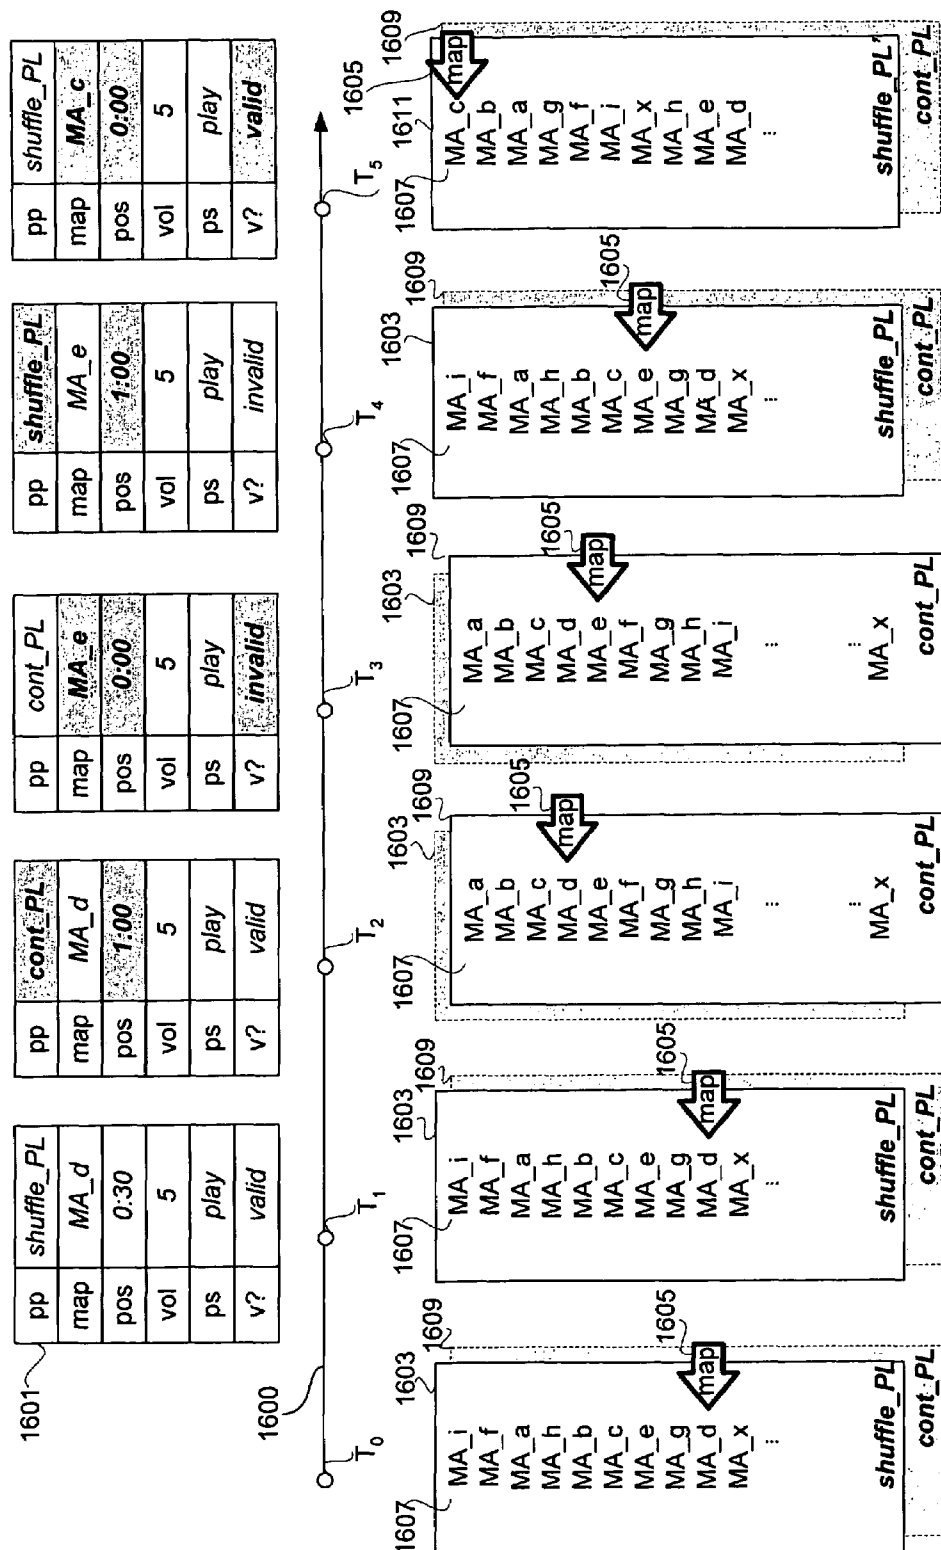 1601
pp shuffle_PL
map MA_d
pos 0:30
vol 5
ps play
v? valid
pp cont_PL
map MA_d
pos 1:00
vol 5
ps play
v? valid
pp cont_PL
map MA_e
pos 0:00
vol 5
ps play
v? invalid
pp shuffle_PL
map MA_e
pos 1:00
vol 5
ps play
v? invalid
pp shuffle_PL
map MA_c
pos 0:00
vol 5
ps play
v? valid
1600
T0
T1
T2
T3
T4
T5
1607
1603
1609
1605
map
MA_i
MA_f
MA_a
MA_h
MA_b
MA_c
MA_e
MA_g
MA_d
MA_x
...
shuffle_PL
cont_PL
1607
1603
1609
1605
map
MA_i
MA_f
MA_a
MA_h
MA_b
MA_c
MA_e
MA_g
MA_d
MA_x
...
shuffle_PL
cont_PL
1607
1603
1609
1605
map
MA_a
MA_b
MA_c
MA_d
MA_e
MA_f
MA_g
MA_h
MA_i
...
...
MA_x
cont_PL
1607
1603
1609
1605
map
MA_a
MA_b
MA_c
MA_d
MA_e
MA_f
MA_g
MA_h
MA_i
...
...
MA_x
cont_PL
1607
1603
1609
1605
map
MA_i
MA_f
MA_a
MA_h
MA_b
MA_c
MA_e
MA_g
MA_d
MA_x
...
shuffle_PL
cont_PL
1607
1611
1605
1609
map
MA_c
MA_b
MA_a
MA_g
MA_f
MA_i
MA_x
MA_h
MA_e
MA_d
...
shuffle_PL'
cont_PL